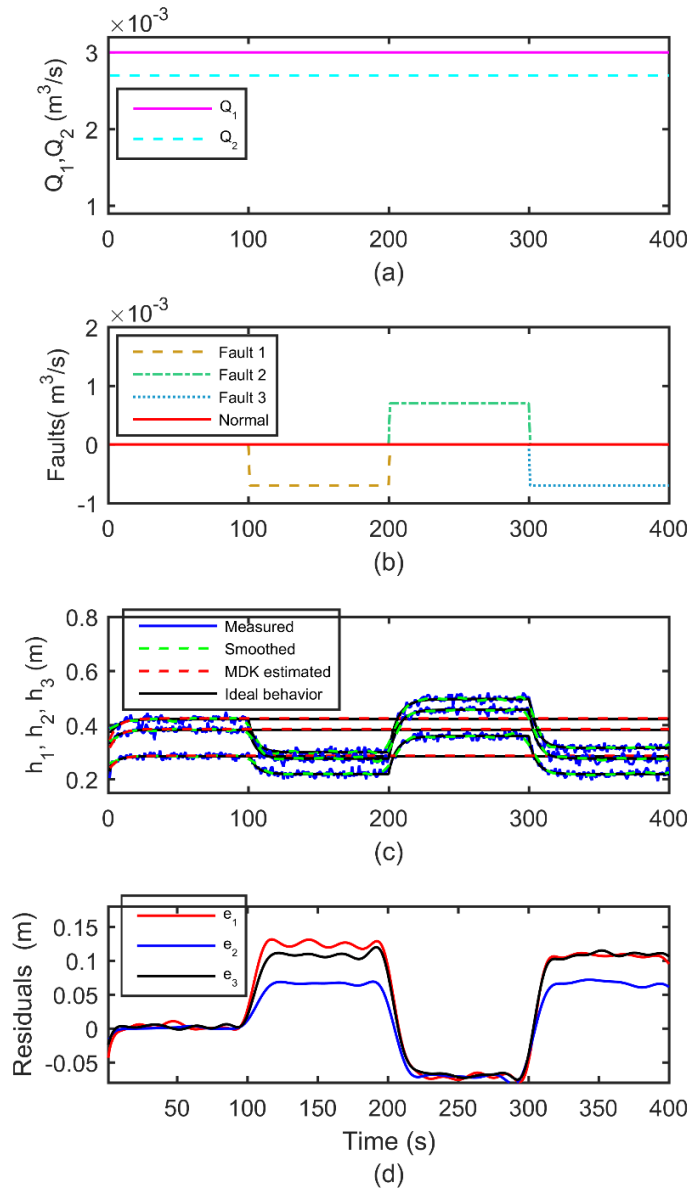 ×10⁻³
3
2
1
Q₁,Q₂ (m³/s)
Q₁
Q₂
0 100 200 300 400
(a)
×10⁻³
2
1
0
-1
Faults( m³/s)
Fault 1
Fault 2
Fault 3
Normal
0 100 200 300 400
(b)
0.8
0.6
0.4
0.2
h₁, h₂, h₃ (m)
Measured
Smoothed
MDK estimated
Ideal behavior
0 100 200 300 400
(c)
0.15
0.1
0.05
0
-0.05
Residuals (m)
e₁
e₂
e₃
50 100 150 200 250 300 350 400
Time (s)
(d)